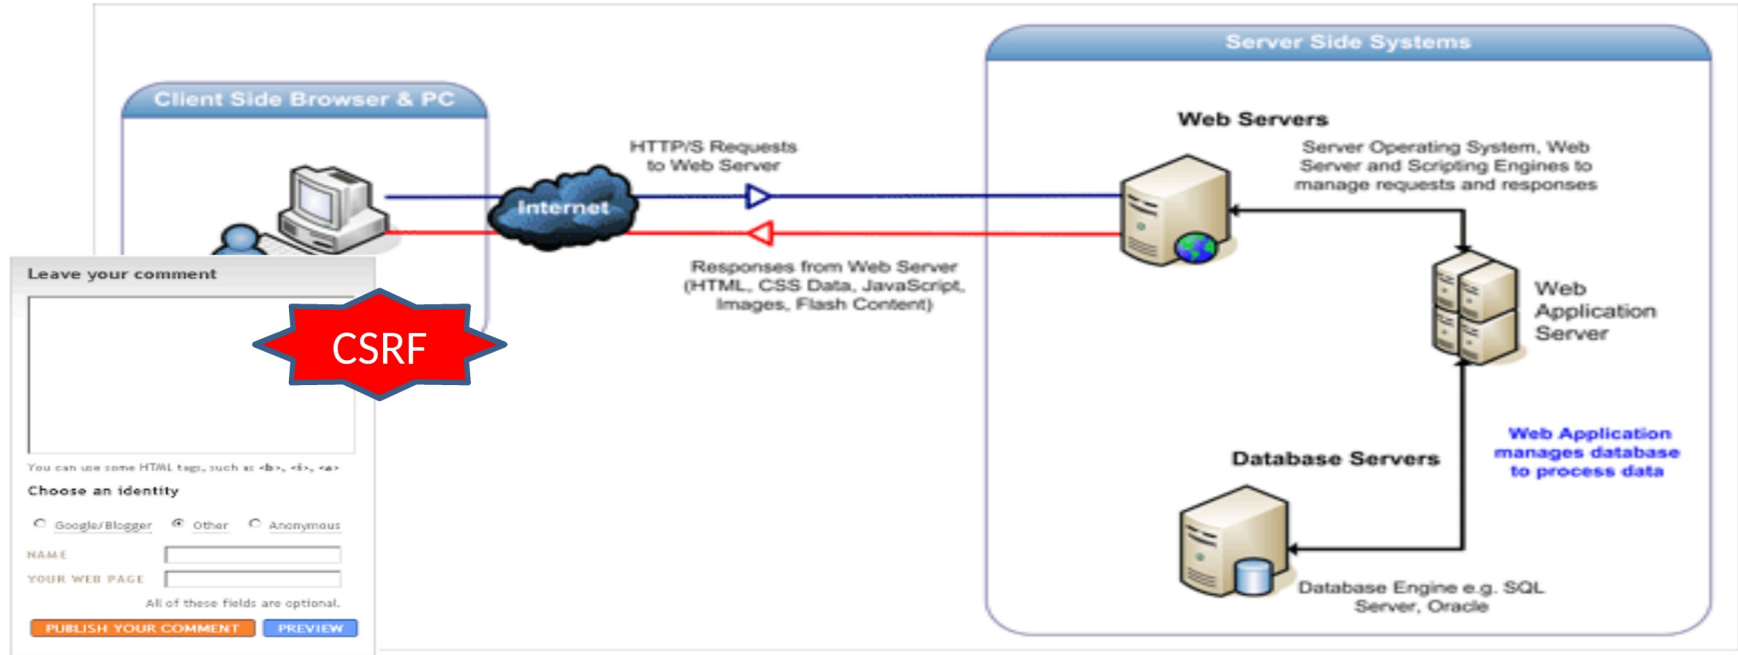 Server Side Systems
Client Side Browser & PC
Web Servers
HTTP/S Requests
to Web Server
Server Operating System, Web
Server and Scripting Engines to
manage requests and responses
Internet
Responses from Web Server
(HTML, CSS Data, JavaScript,
Images, Flash Content)
Web
Application
Server
Leave your comment
CSRF
You can use some HTML tags, such as <b>, <i>, <a>
Choose an identity
Google/Blogger Other Anonymous
NAME
YOUR WEB PAGE
All of these fields are optional.
PUBLISH YOUR COMMENT PREVIEW
Web Application
manages database
to process data
Database Servers
Database Engine e.g. SQL
Server, Oracle